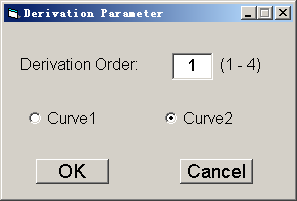 Derivation Parameter
Derivation Order: 1 (1 - 4)
Curve1 Curve2
OK Cancel